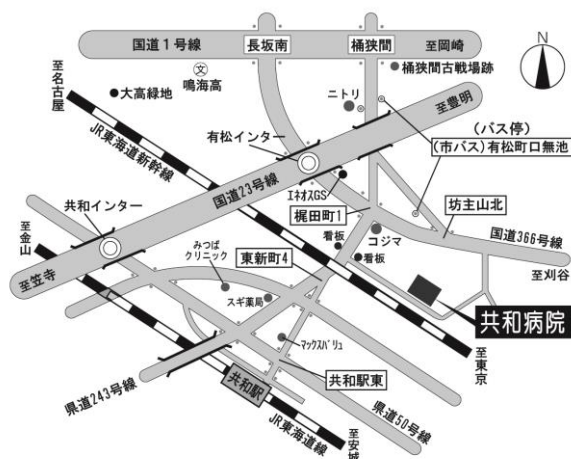 国道1号線
長坂南
桶狭間
至岡崎
N
文
鳴海高
桶狭間古戦場跡
至名古屋
大高緑地
ニトリ
至豊明
JR東海道新幹線
有松インター
(バス停)
(市バス)有松町口無池
国道23号線
エネオスGS
共和インター
梶田町1
坊主山北
至金山
コジマ
国道366号線
みつば
クリニック
東新町4
看板
看板
至刈谷
至笠寺
スギ薬局
共和病院
マックスバリュ
至東京
共和駅東
県道243号線
共和駅
県道50号線
JR東海道線
至安城